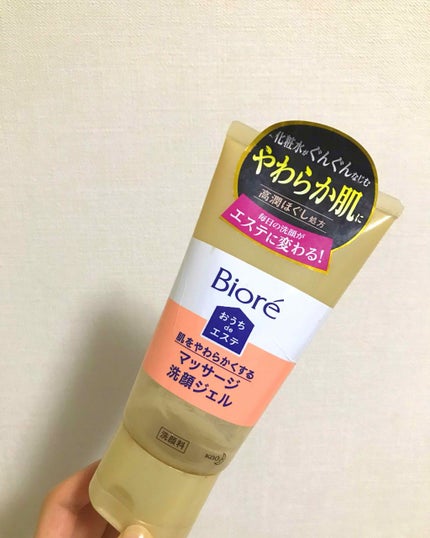 化粧水がぐんぐんなじむ
やわらか肌に
高潤ほぐし処方
毎日の洗顔が
エステに変わる!
Bioré
おうち
de
エステ
肌をやわらかくする
マッサージ
洗顔ジェル
洗顔料
Kao